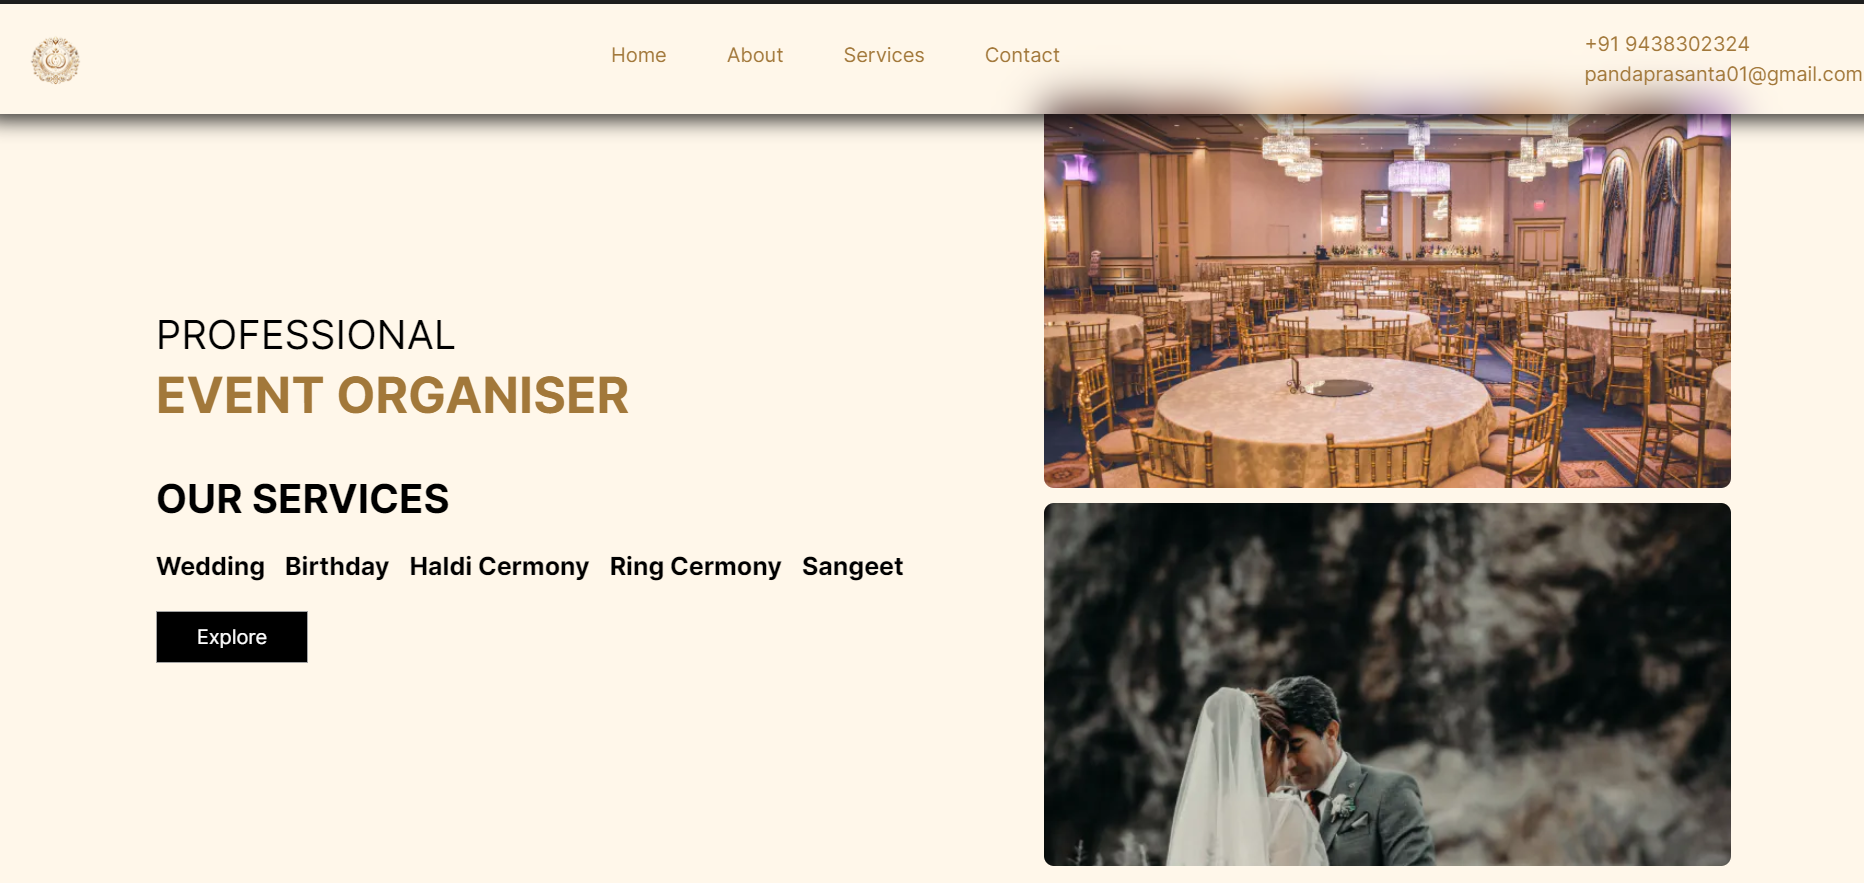 Home About Services Contact
+91 9438302324
pandaprasanta01@gmail.com
PROFESSIONAL
EVENT ORGANISER
OUR SERVICES
Wedding Birthday Haldi Cermony Ring Cermony Sangeet
Explore